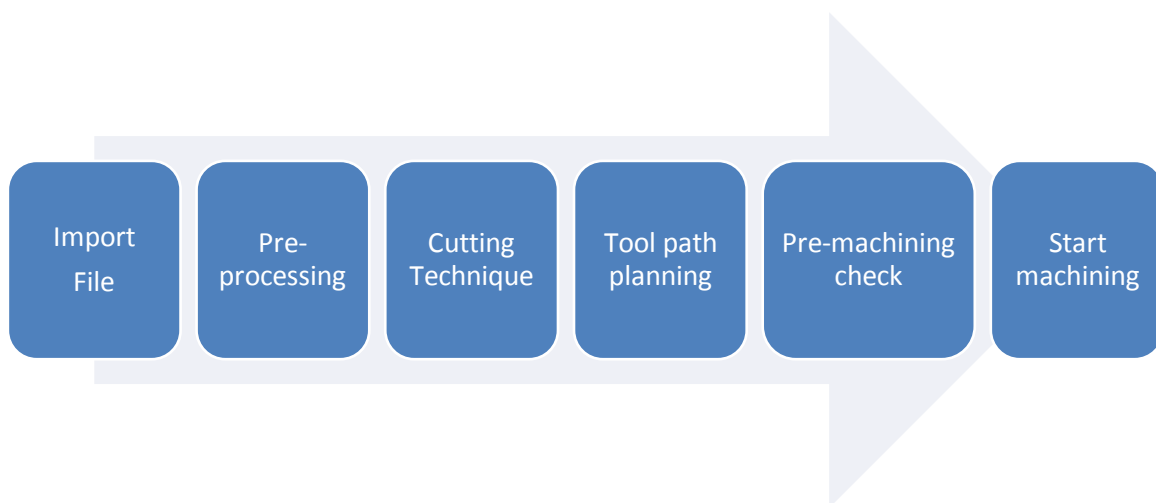 Import
File
Pre-
processing
Cutting
Technique
Tool path
planning
Pre-machining
check
Start
machining